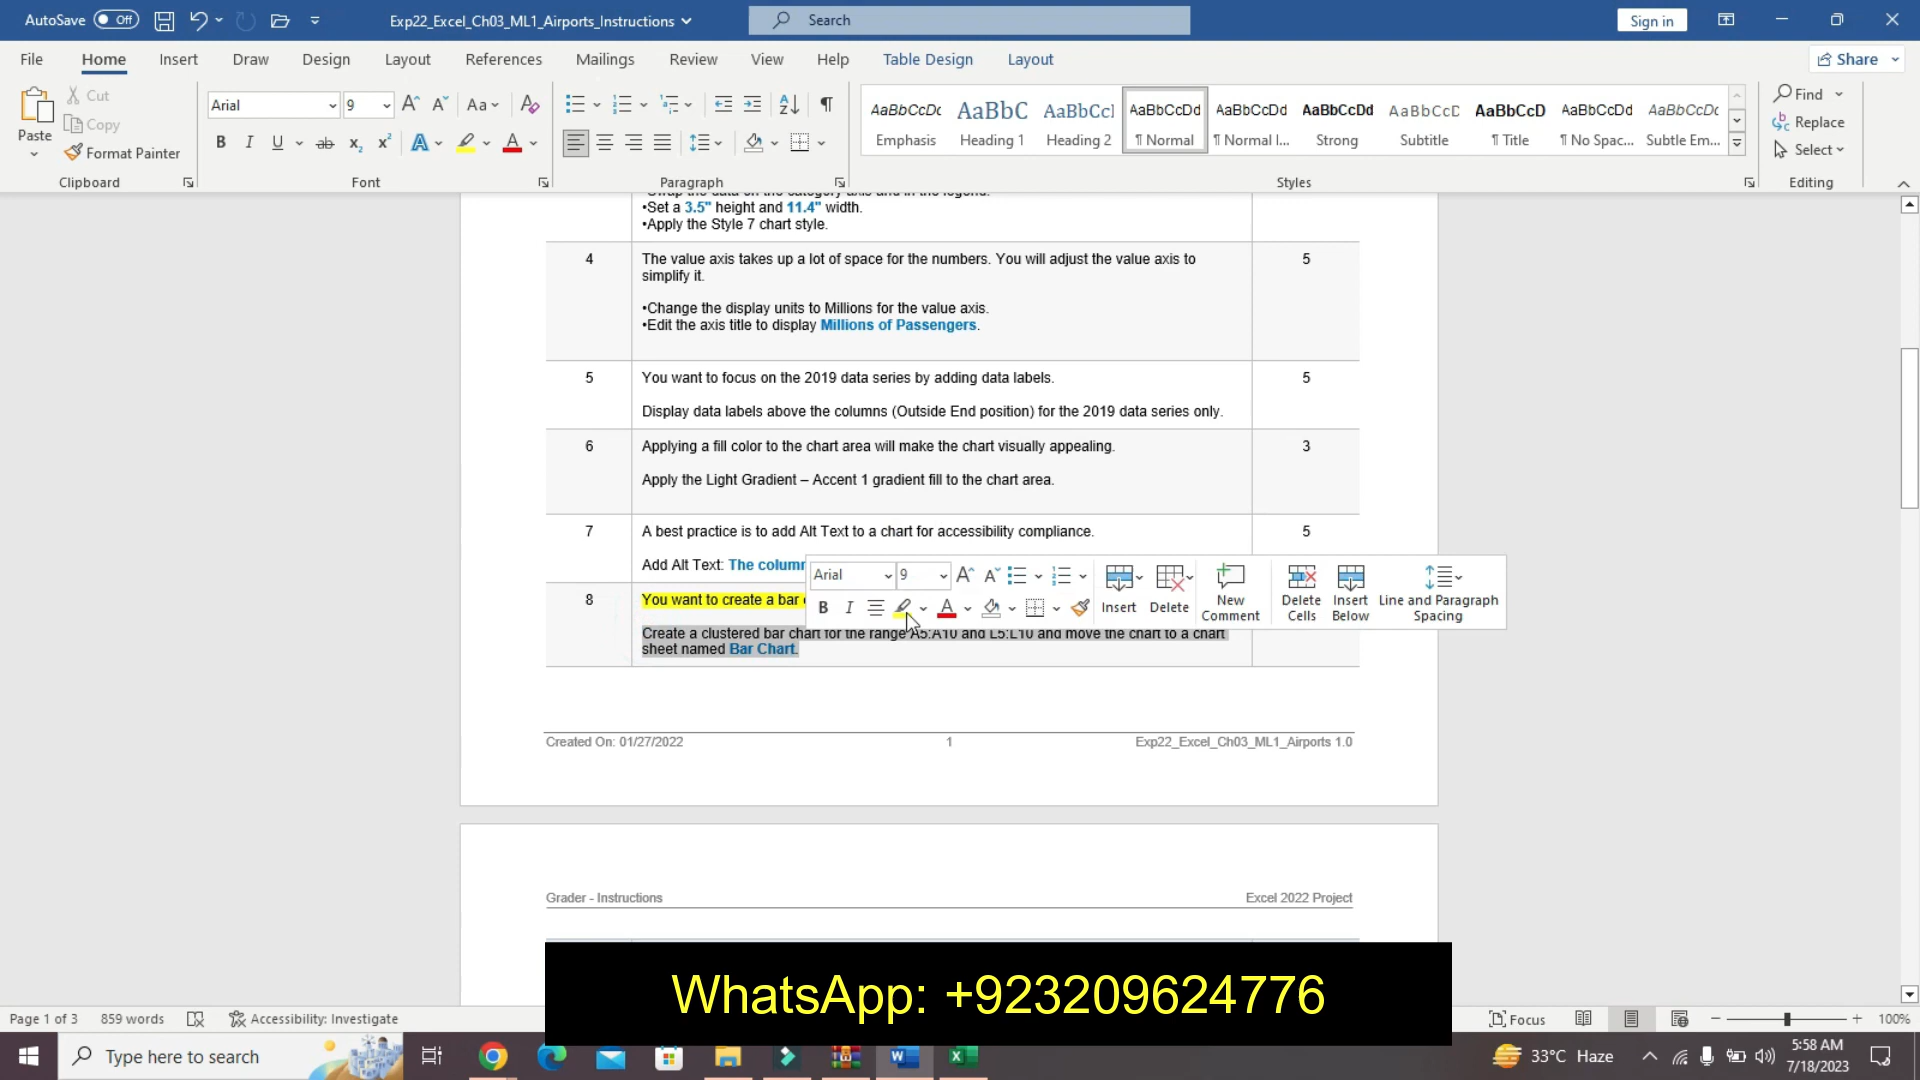 AutoSave Off Exp22_Excel_Ch03_ML1_Airports_Instructions Search Sign in
File Home Insert Draw Design Layout References Mailings Review View Help Table Design Layout Share
Paste Cut Copy Format Painter
Clipboard
Arial 9 Aa
B I U ab x₂ x² A A
Font
Paragraph
AaBbCcDc AaBbC AaBbCcI AaBbCcDd AaBbCcDd AaBbCcDd AaBbCcD AaBbCcD AaBbCcDd AaBbCcDc
Emphasis Heading 1 Heading 2 ¶ Normal ¶ Normal I... Strong Subtitle ¶ Title ¶ No Spac... Subtle Em...
Styles
Find
Replace
Select
Editing
•Set a 3.5" height and 11.4" width.
•Apply the Style 7 chart style.
4 The value axis takes up a lot of space for the numbers. You will adjust the value axis to 5
simplify it.
•Change the display units to Millions for the value axis.
•Edit the axis title to display Millions of Passengers.
5 You want to focus on the 2019 data series by adding data labels. 5
Display data labels above the columns (Outside End position) for the 2019 data series only.
6 Applying a fill color to the chart area will make the chart visually appealing. 3
Apply the Light Gradient – Accent 1 gradient fill to the chart area.
7 A best practice is to add Alt Text to a chart for accessibility compliance. 5
Add Alt Text: The column
Arial 9
B I A Insert Delete New Comment Delete Cells Insert Below Line and Paragraph Spacing
8 You want to create a bar
Create a clustered bar chart for the range A5:A10 and L5:L10 and move the chart to a chart
sheet named Bar Chart.
Created On: 01/27/2022 1 Exp22_Excel_Ch03_ML1_Airports 1.0
Grader - Instructions Excel 2022 Project
WhatsApp: +923209624776
Page 1 of 3 859 words Accessibility: Investigate Focus 100%
Type here to search 33°C Haze 5:58 AM
7/18/2023